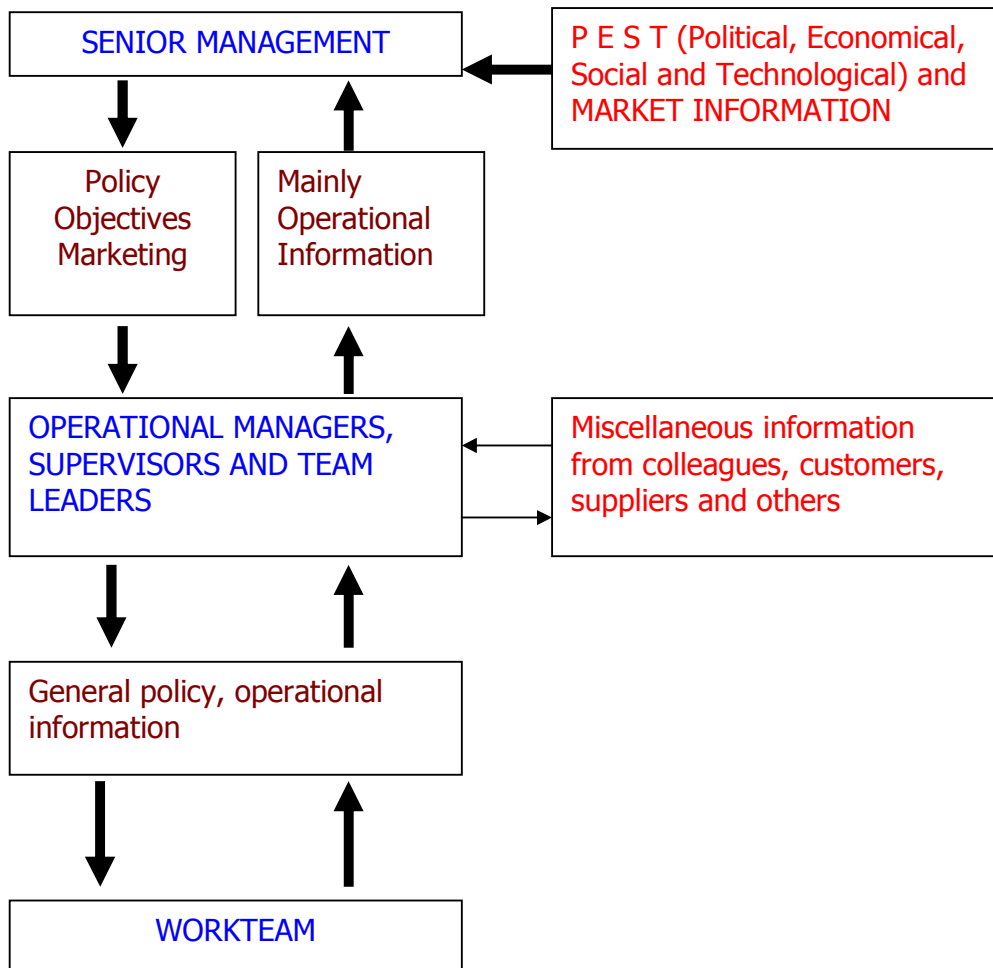 SENIOR MANAGEMENT
P E S T (Political, Economical,
Social and Technological) and
MARKET INFORMATION
Policy
Objectives
Marketing
Mainly
Operational
Information
OPERATIONAL MANAGERS,
SUPERVISORS AND TEAM
LEADERS
Miscellaneous information
from colleagues, customers,
suppliers and others
General policy, operational
information
WORKTEAM